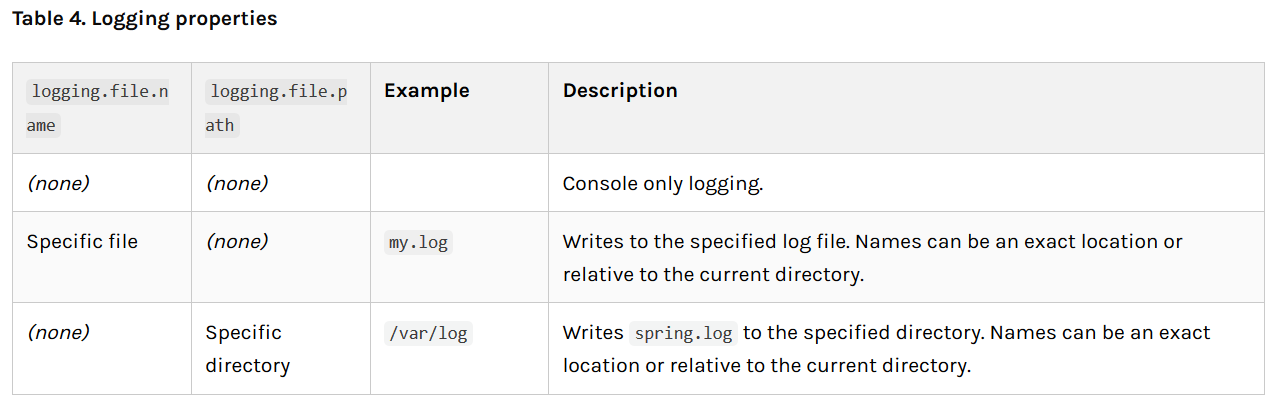 Table 4. Logging properties
logging.file.n logging.file.p Example Description
ame ath
(none) (none) Console only logging.
Specific file (none) my.log Writes to the specified log file. Names can be an exact location or
relative to the current directory.
(none) Specific /var/log Writes spring.log to the specified directory. Names can be an exact
directory location or relative to the current directory.